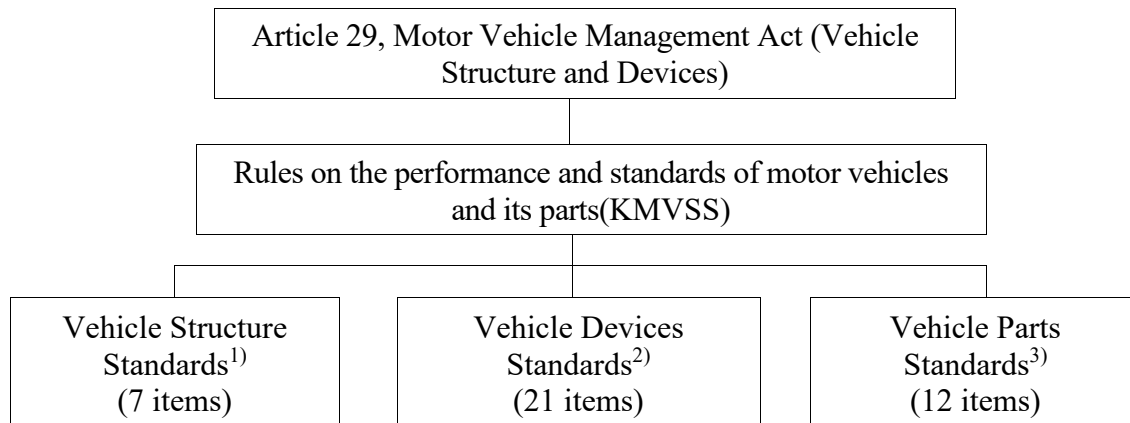 Article 29, Motor Vehicle Management Act (Vehicle
Structure and Devices)
Rules on the performance and standards of motor vehicles
and its parts(KMVSS)
Vehicle Structure
Standards1)
(7 items)
Vehicle Devices
Standards2)
(21 items)
Vehicle Parts
Standards3)
(12 items)